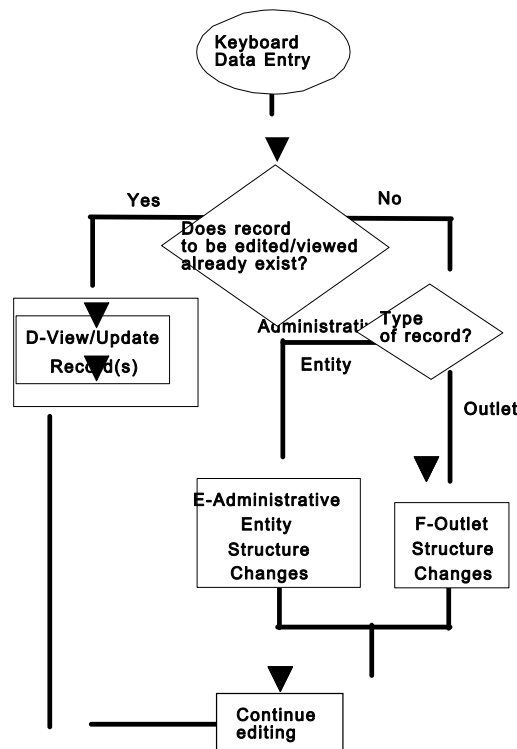 Keyboard
Data Entry
Yes
No
Does record
to be edited/viewed
already exist?
Type
of record?
Administrative
Entity
D-View/Update
Record(s)
Outlet
E-Administrative
Entity
Structure
Changes
F-Outlet
Structure
Changes
Continue
editing